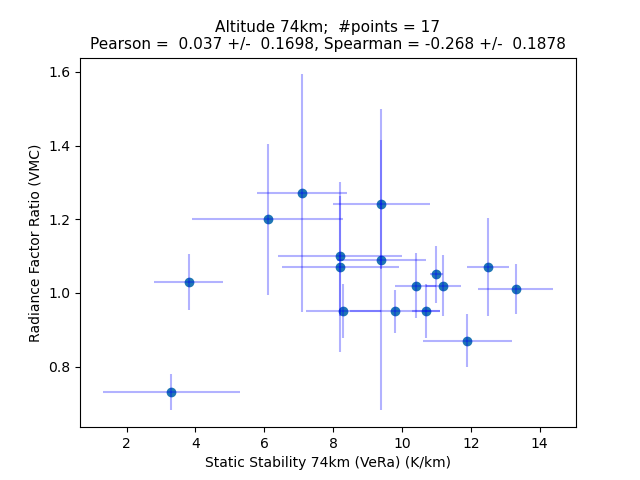 Altitude 74km;  #points = 17
Pearson =  0.037 +/-  0.1698, Spearman = -0.268 +/-  0.1878
1.6
1.4
1.2
1.0
0.8
Radiance Factor Ratio (VMC)
2 4 6 8 10 12 14
Static Stability 74km (VeRa) (K/km)